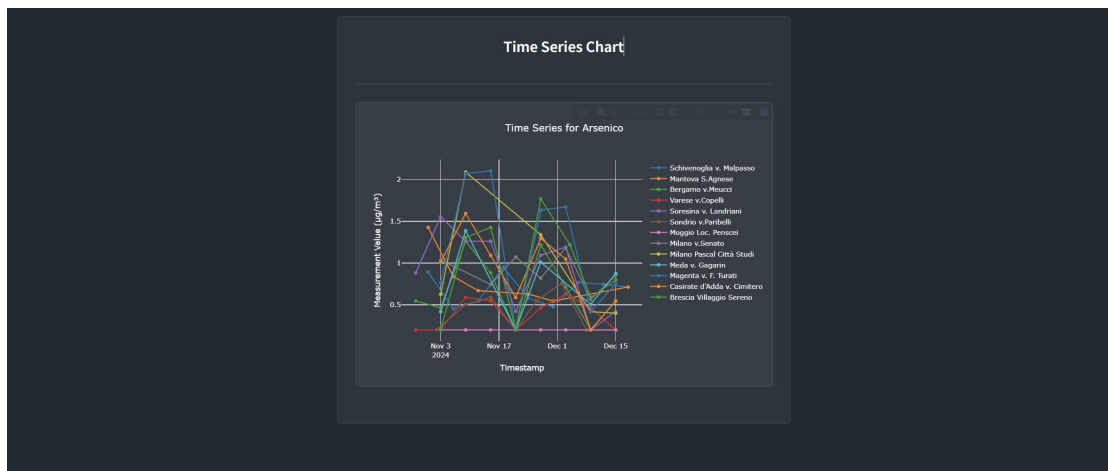 Time Series Chart
Time Series for Arsenico
Measurement Value (μg/m³)
2
1.5
1
0.5
Nov 3
2024
Nov 17
Dec 1
Dec 15
Timestamp
Schivenoglia v. Malpasso
Mantova S.Agnese
Bergamo v.Meucci
Varese v.Copelli
Soresina v. Landriani
Sondrio v.Paribelli
Moggio Loc. Penscei
Milano v.Senato
Milano Pascal Città Studi
Meda v. Gagarin
Magenta v. F. Turati
Casirate d'Adda v. Cimitero
Brescia Villaggio Sereno